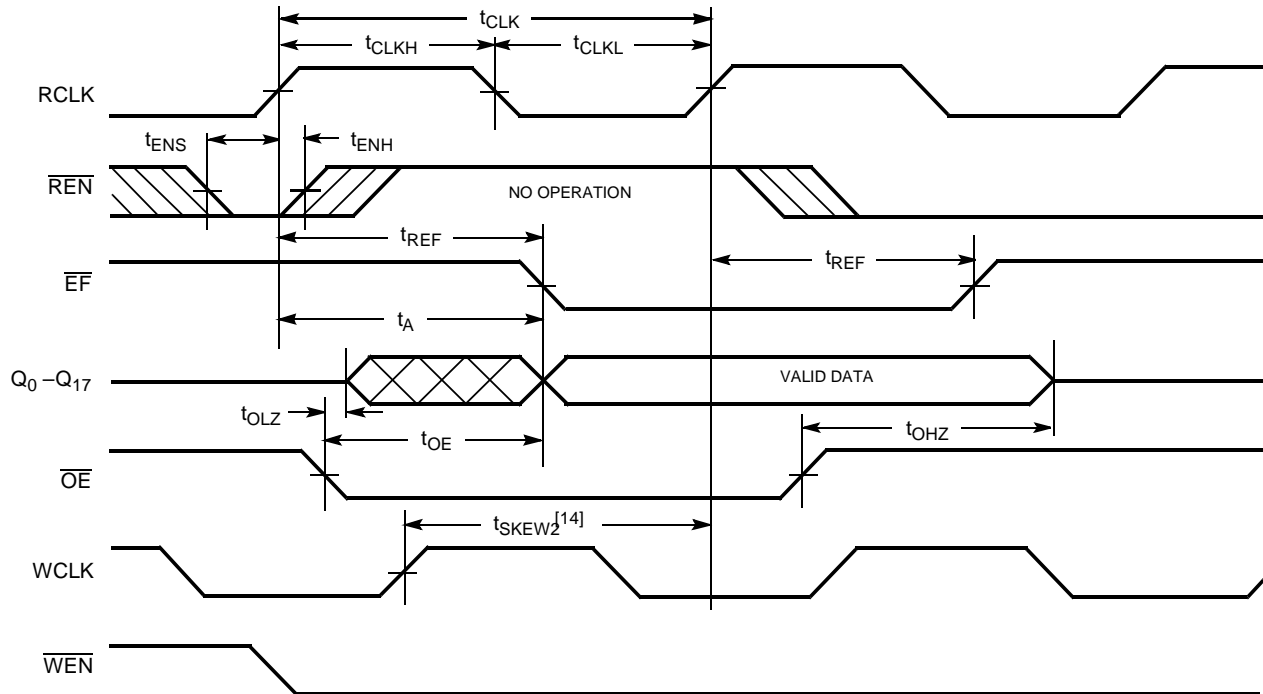 tCLK
tCLKH
tCLKL
RCLK
tENS
tENH
REN
NO OPERATION
tREF
tREF
EF
tA
Q0 –Q17
VALID DATA
tOLZ
tOE
tOHZ
OE
tSKEW2[14]
WCLK
WEN